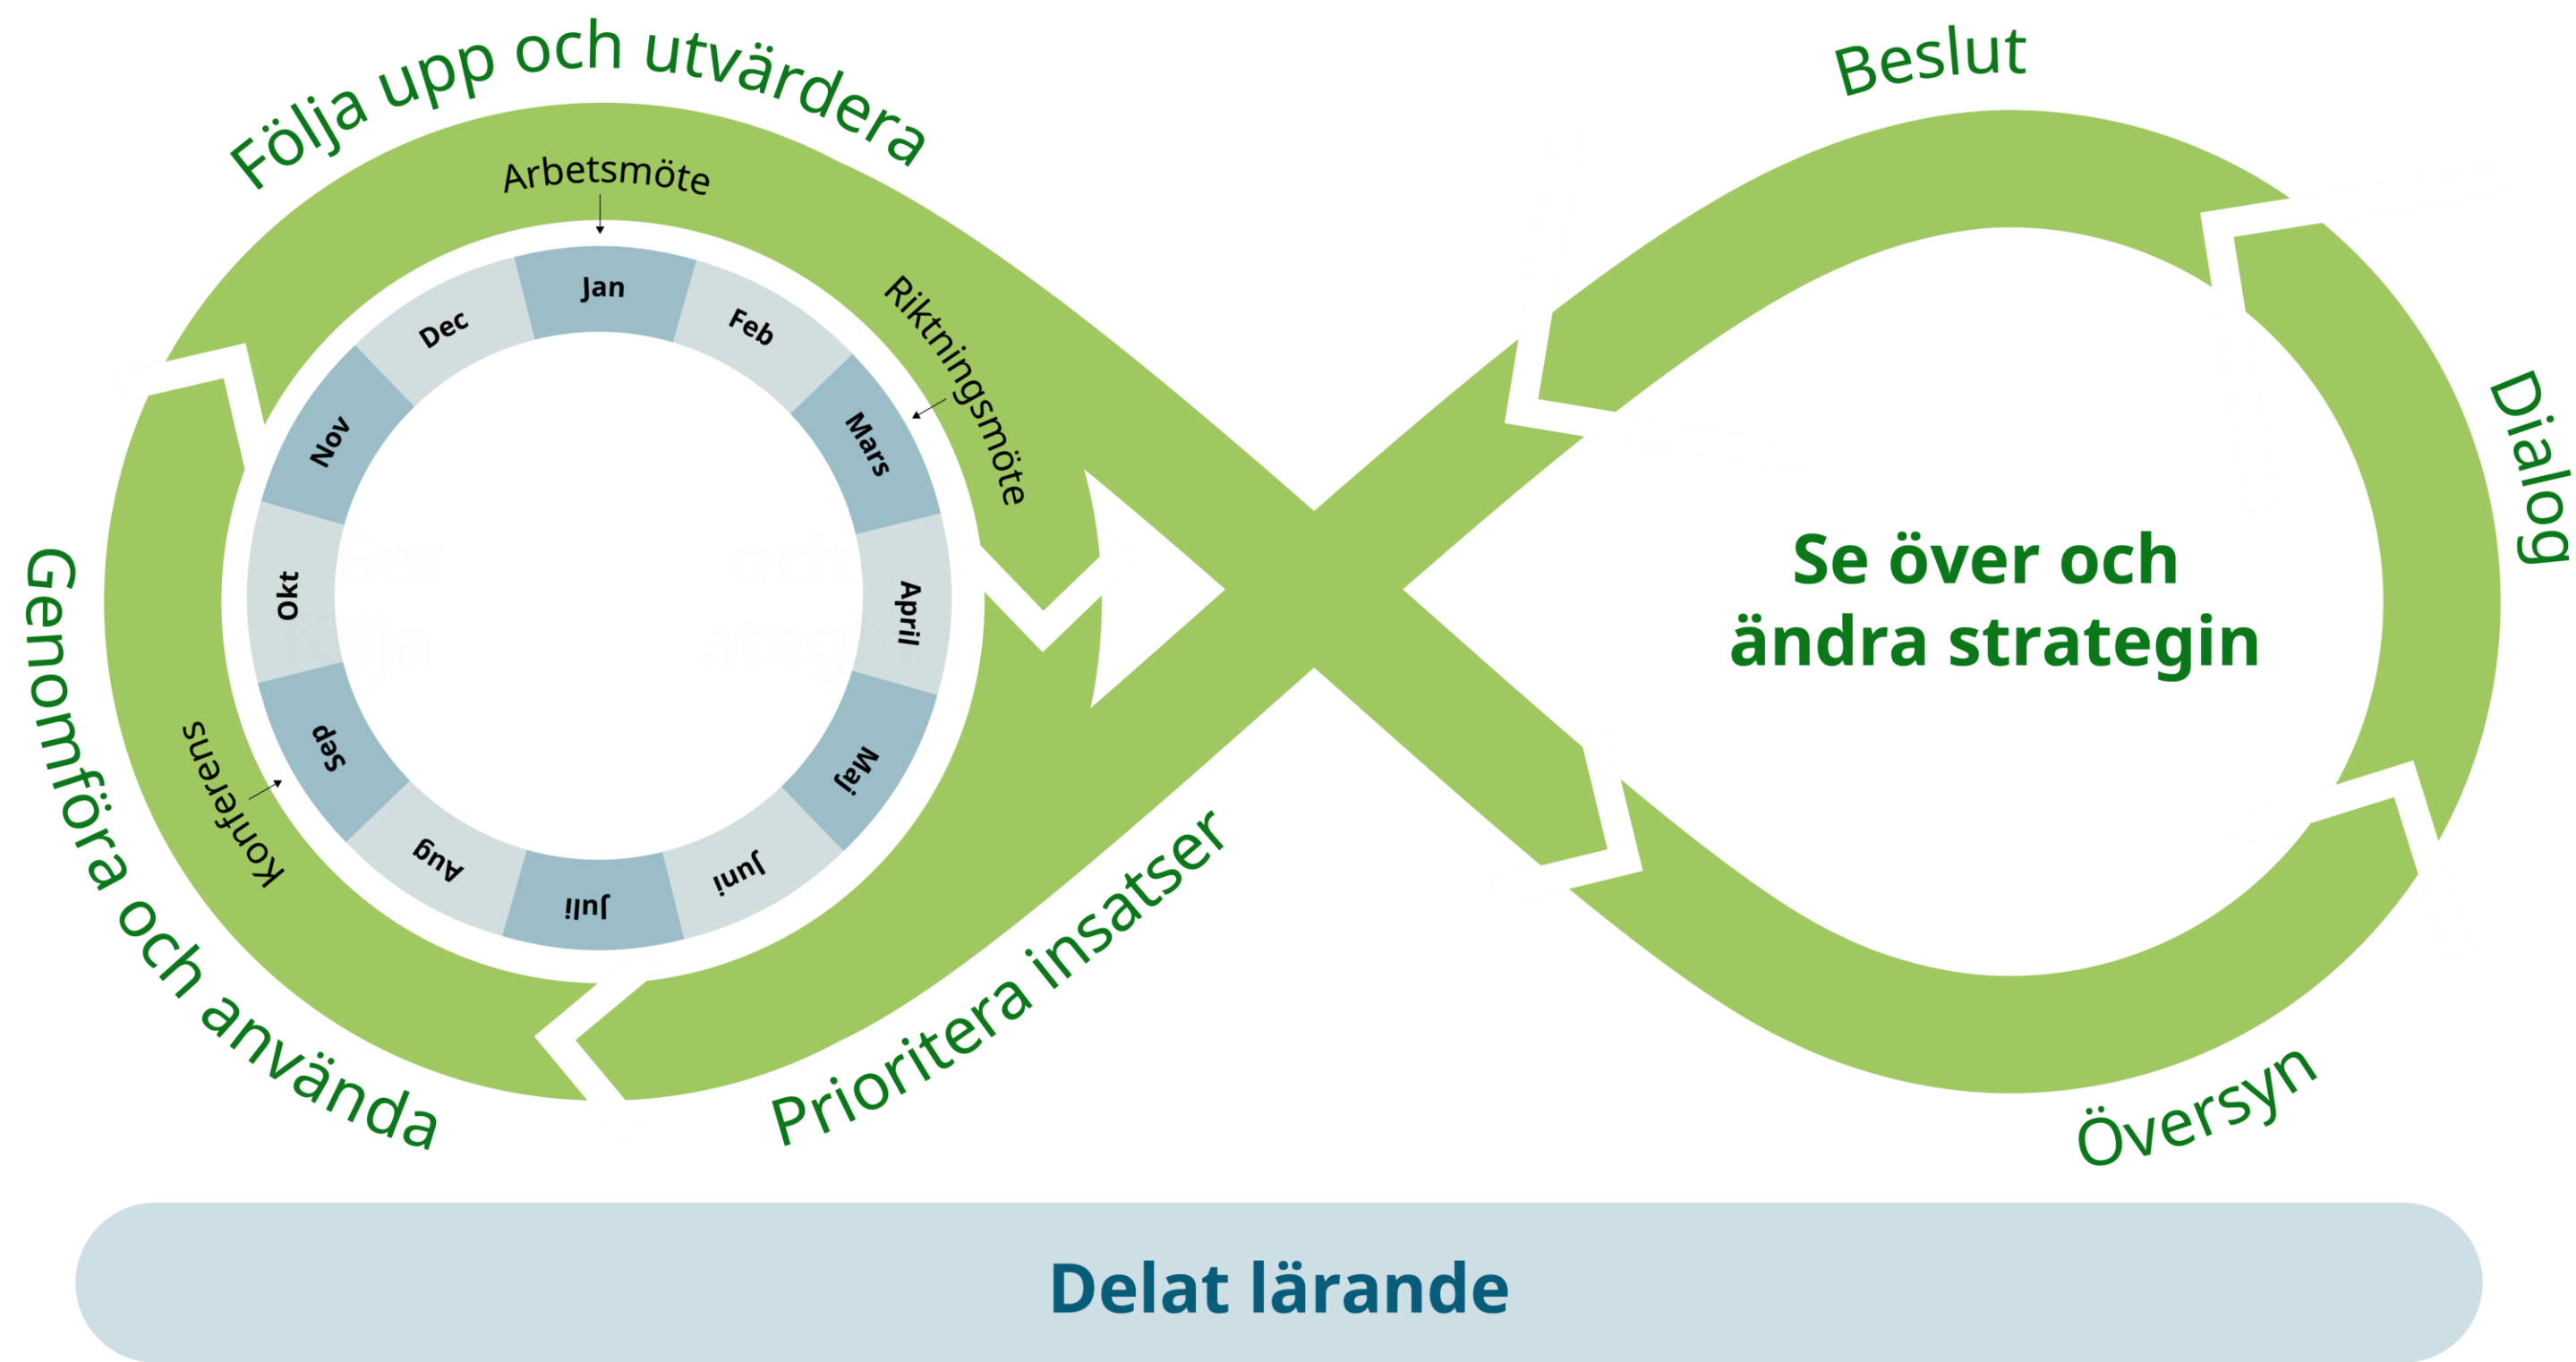 Följa upp och utvärdera
Arbetsmöte
Riktningsmöte
Jan
Feb
Mars
April
Maj
Juni
Juli
Aug
Sep
Okt
Nov
Dec
Konferens
Genomföra och använda
Prioritera insatser
Beslut
Dialog
Se över och
ändra strategin
Översyn
Delat lärande